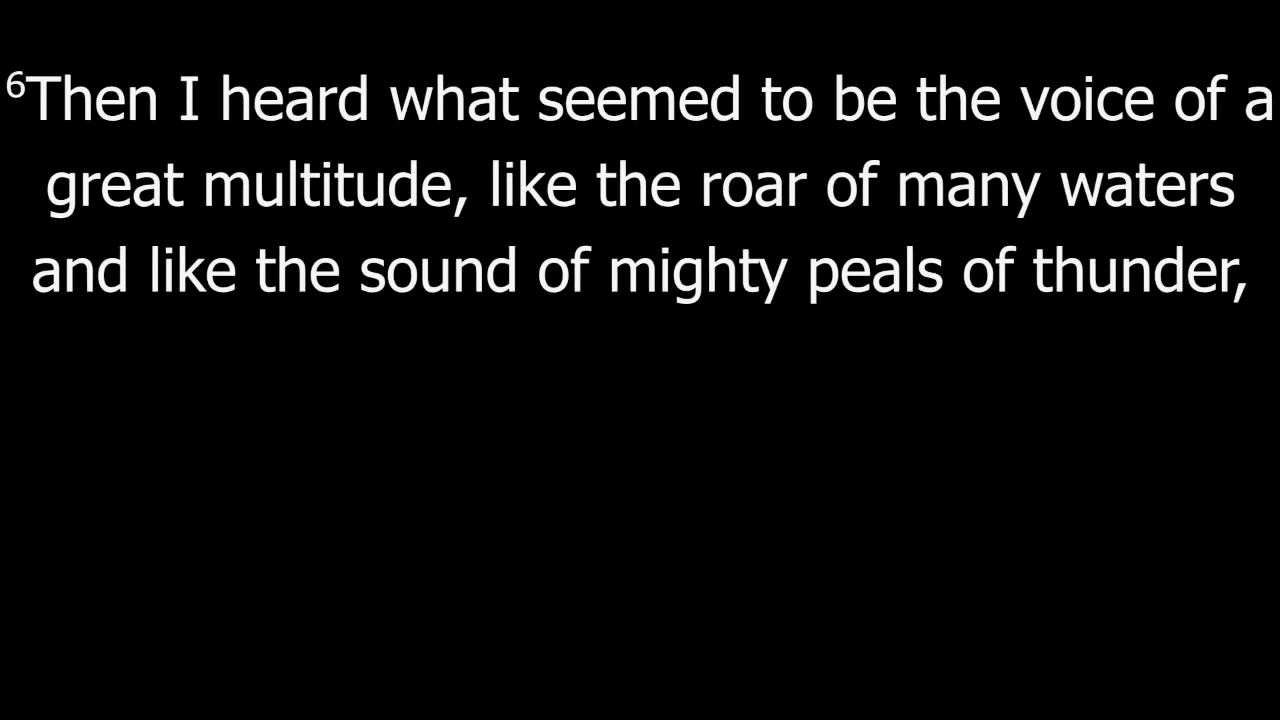 ⁶Then I heard what seemed to be the voice of a
great multitude, like the roar of many waters
and like the sound of mighty peals of thunder,